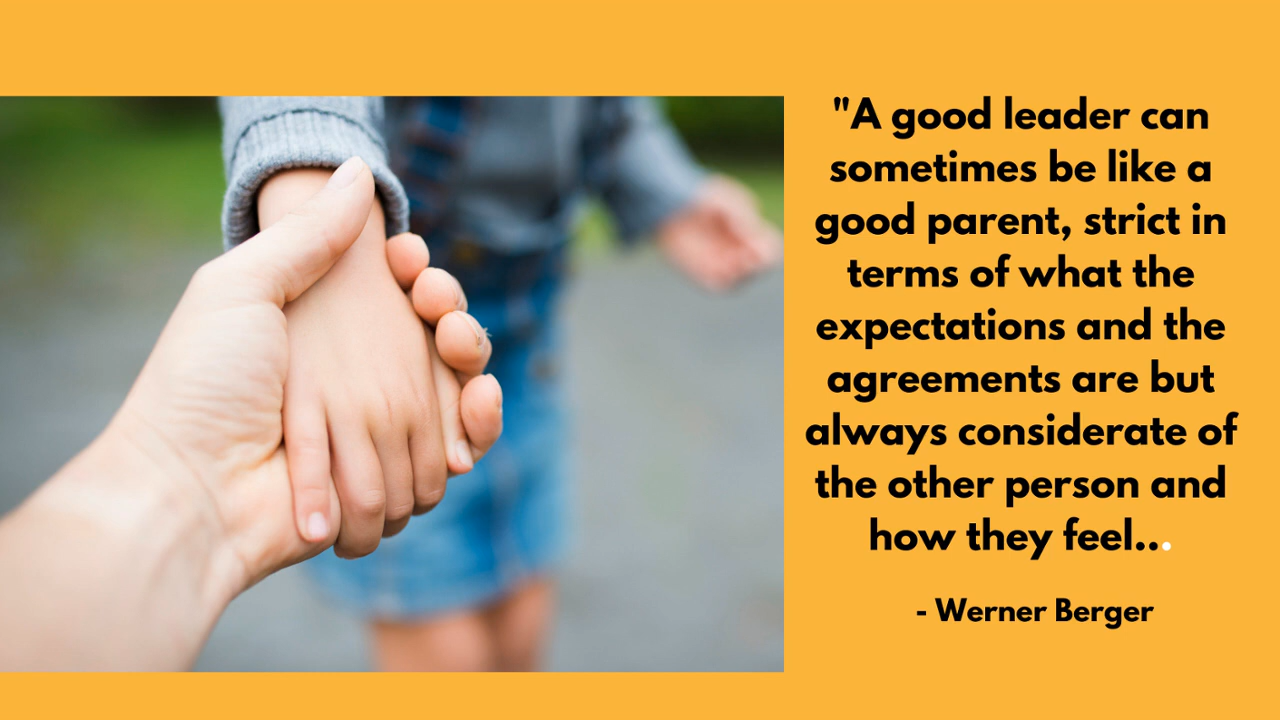 "A good leader can
sometimes be like a
good parent, strict in
terms of what the
expectations and the
agreements are but
always considerate of
the other person and
how they feel...
- Werner Berger